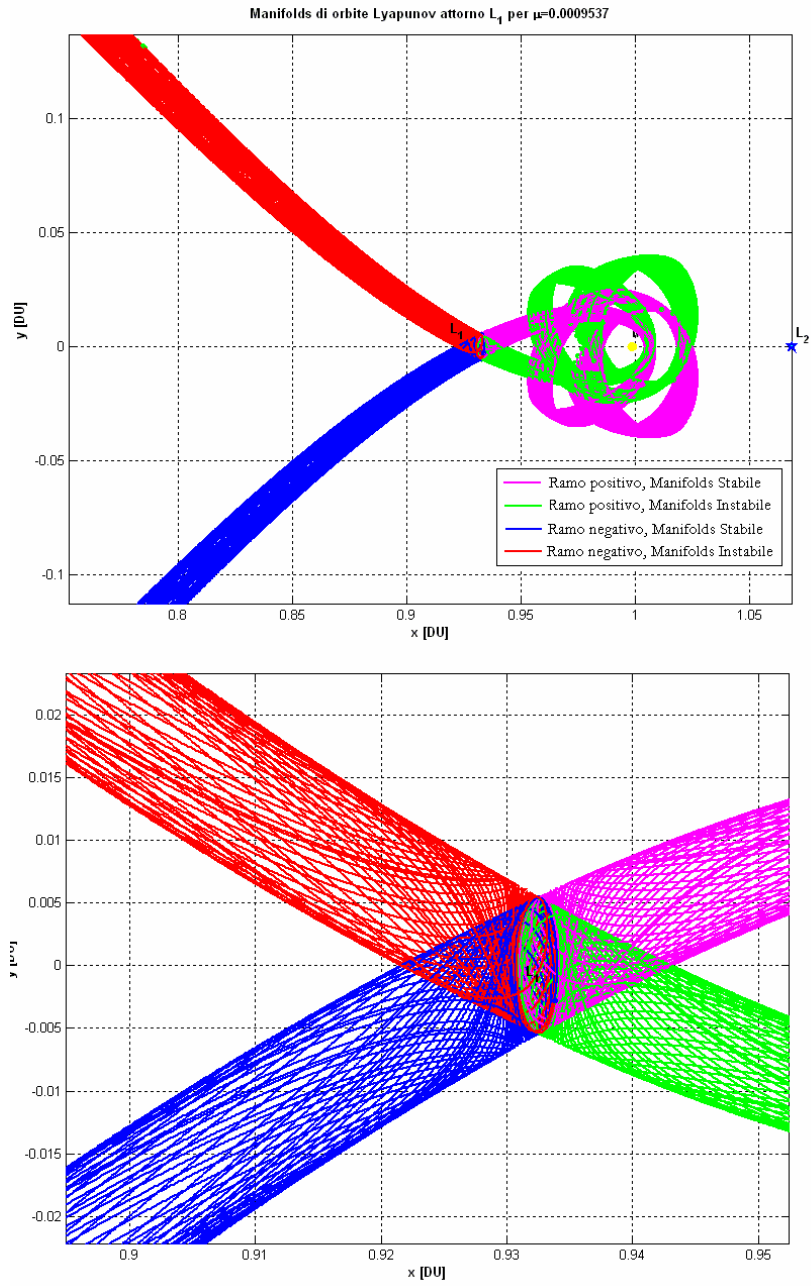 Manifolds di orbite Lyapunov attorno L₁ per μ=0.0009537
0.1
0.05
0
-0.05
-0.1
y [DU]
L₁
L₂
Ramo positivo, Manifolds Stabile
Ramo positivo, Manifolds Instabile
Ramo negativo, Manifolds Stabile
Ramo negativo, Manifolds Instabile
0.8 0.85 0.9 0.95 1 1.05
x [DU]
0.02
0.015
0.01
0.005
0
-0.005
-0.01
-0.015
-0.02
y [DU]
0.9 0.91 0.92 0.93 0.94 0.95
x [DU]